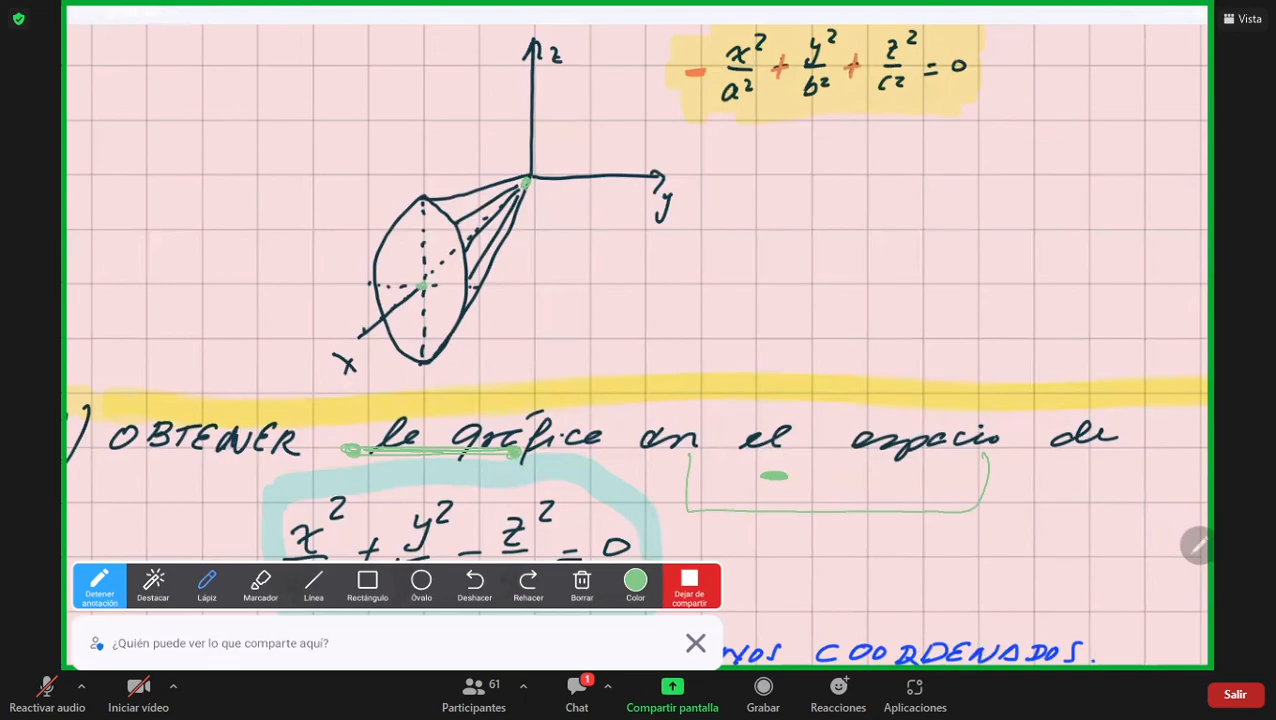 Vista
z
- x²/a² + y²/b² + z²/c² = 0
y
x
) OBTENER la gráfica en el espacio de
x² + y² - z² = 0
Detener anotación
Destacar
Lápiz
Marcador
Línea
Rectángulo
Óvalo
Deshacer
Rehacer
Borrar
Color
Dejar de compartir
¿Quién puede ver lo que comparte aquí?
NOS COORDENADOS.
Reactivar audio
Iniciar vídeo
61
Participantes
1
Chat
Compartir pantalla
Grabar
Reacciones
Aplicaciones
Salir